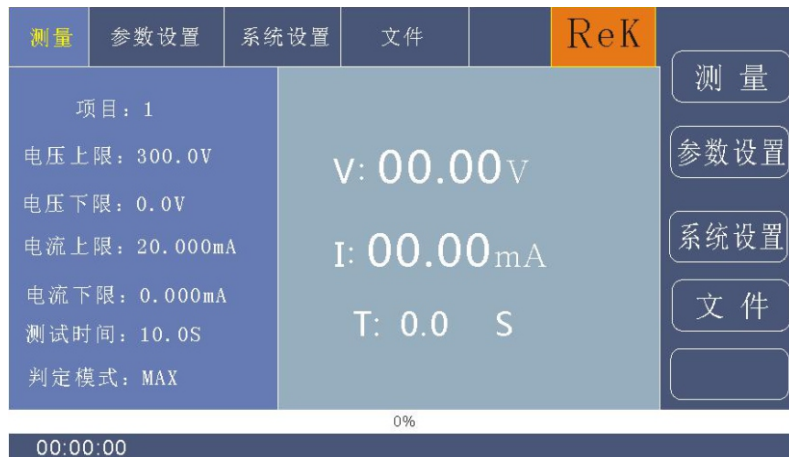 测量 参数设置 系统设置 文件 ReK
项目：1
电压上限：300.0V
电压下限：0.0V
电流上限：20.000mA
电流下限：0.000mA
测试时间：10.0S
判定模式：MAX
V: 00.00V
I: 00.00mA
T: 0.0 S
测 量
参数设置
系统设置
文 件
0%
00:00:00